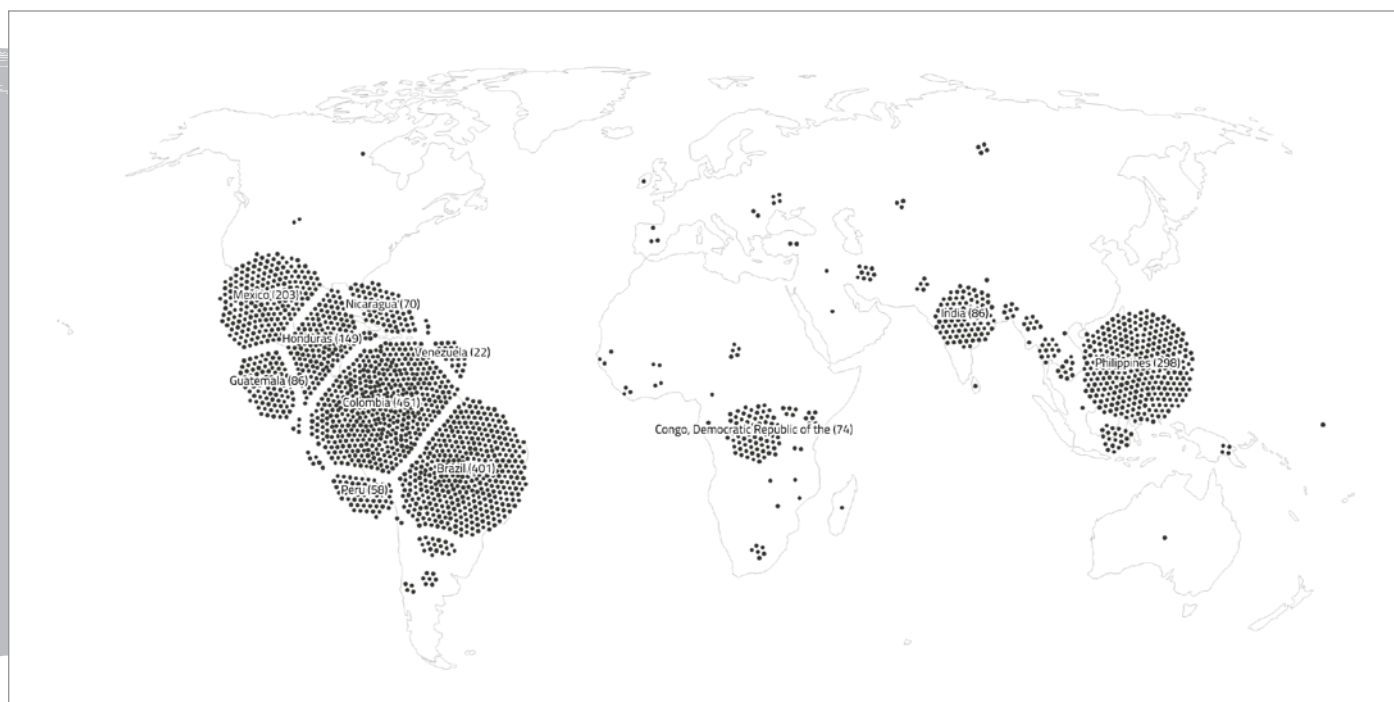 Mexico (203)
Nicaragua (70)
India (86)
Honduras (149)
Venezuela (22)
Philippines (298)
Guatemala (86)
Colombia (461)
Congo, Democratic Republic of the (74)
Brazil (401)
Peru (58)